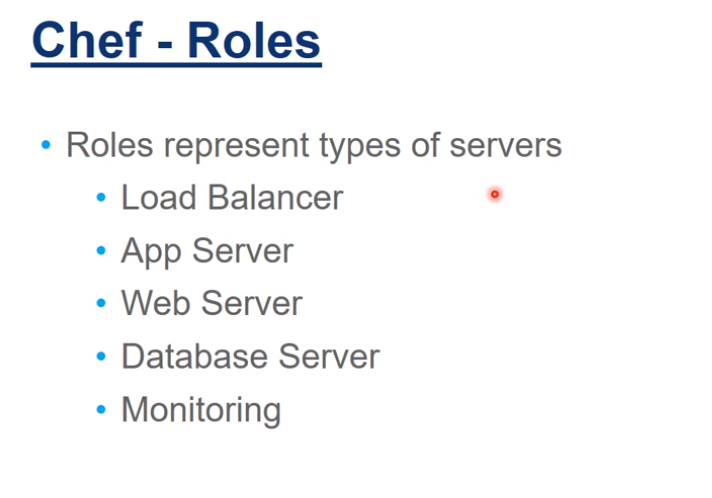 Chef - Roles
• Roles represent types of servers
• Load Balancer
• App Server
• Web Server
• Database Server
• Monitoring